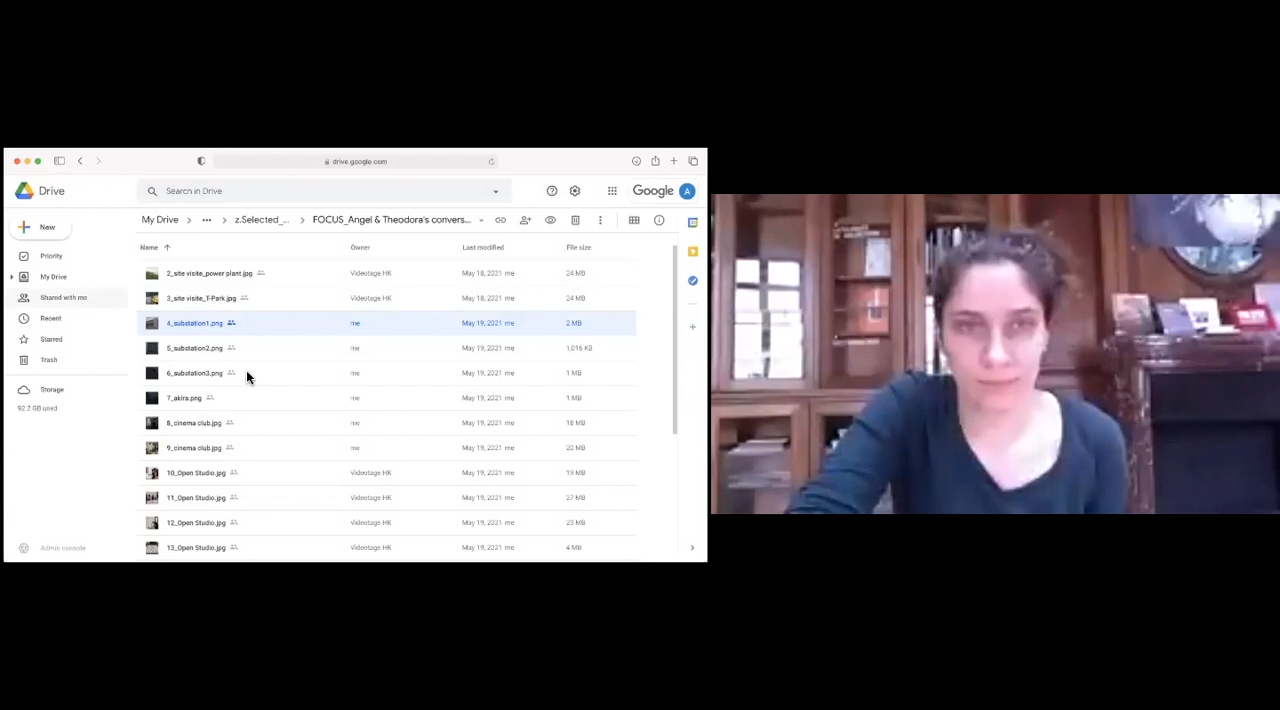 drive.google.com
Drive
Search in Drive
Google
A
New
My Drive
z.Selected_...
FOCUS_Angel & Theodora's convers...
Name
Owner
Last modified
File size
Priority
My Drive
Shared with me
Recent
Starred
Trash
Storage
92.2 GB used
Admin console
2_site visite_power plant.jpg Videotage HK May 18, 2021 me 24 MB
3_site visite_T-Park.jpg Videotage HK May 18, 2021 me 24 MB
4_substation1.png me May 19, 2021 me 2 MB
5_substation2.png me May 19, 2021 me 1,016 KB
6_substation3.png me May 19, 2021 me 1 MB
7_akira.png me May 19, 2021 me 1 MB
8_cinema club.jpg me May 19, 2021 me 18 MB
9_cinema club.jpg me May 19, 2021 me 20 MB
10_Open Studio.jpg Videotage HK May 19, 2021 me 19 MB
11_Open Studio.jpg Videotage HK May 19, 2021 me 27 MB
12_Open Studio.jpg Videotage HK May 19, 2021 me 23 MB
13_Open Studio.jpg Videotage HK May 19, 2021 me 4 MB